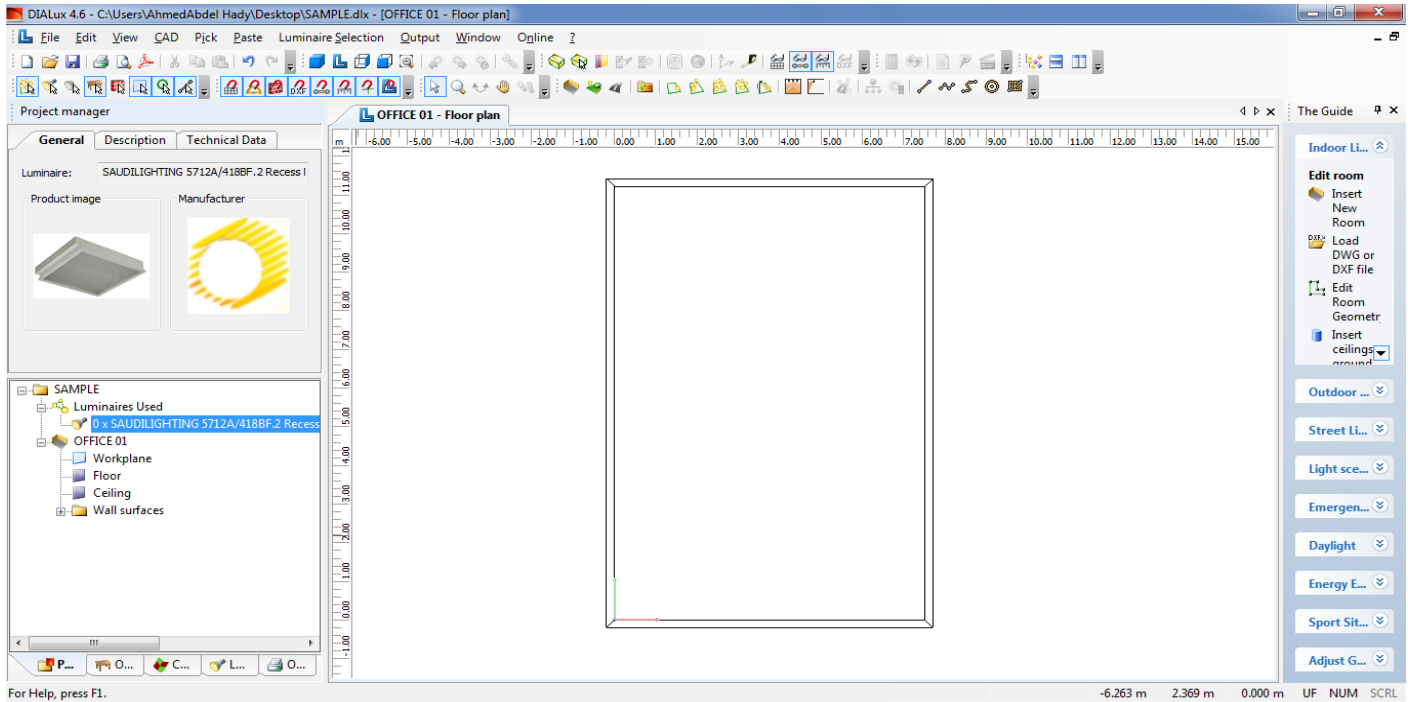 DIALux 4.6 - C:\Users\AhmedAbdel Hady\Desktop\SAMPLE.dlx - [OFFICE 01 - Floor plan]
File Edit View CAD Pick Paste Luminaire Selection Output Window Online ?
Project manager
OFFICE 01 - Floor plan
The Guide
General Description Technical Data
Luminaire: SAUDILIGHTING 5712A/418BF.2 Recess
Product image
Manufacturer
SAMPLE
Luminaires Used
0 x SAUDILIGHTING 5712A/418BF.2 Recess
OFFICE 01
Workplane
Floor
Ceiling
Wall surfaces
P... O... C... L... O...
m -6.00 -5.00 -4.00 -3.00 -2.00 -1.00 0.00 1.00 2.00 3.00 4.00 5.00 6.00 7.00 8.00 9.00 10.00 11.00 12.00 13.00 14.00 15.00
11.00
10.00
9.00
8.00
7.00
6.00
5.00
4.00
3.00
2.00
1.00
0.00
-1.00
Indoor Li...
Edit room
Insert
New
Room
Load
DWG or
DXF file
Edit
Room
Geometr
Insert
ceilings
Outdoor ...
Street Li...
Light sce...
Emergen...
Daylight
Energy E...
Sport Sit...
Adjust G...
For Help, press F1.
-6.263 m 2.369 m 0.000 m UF NUM SCRL